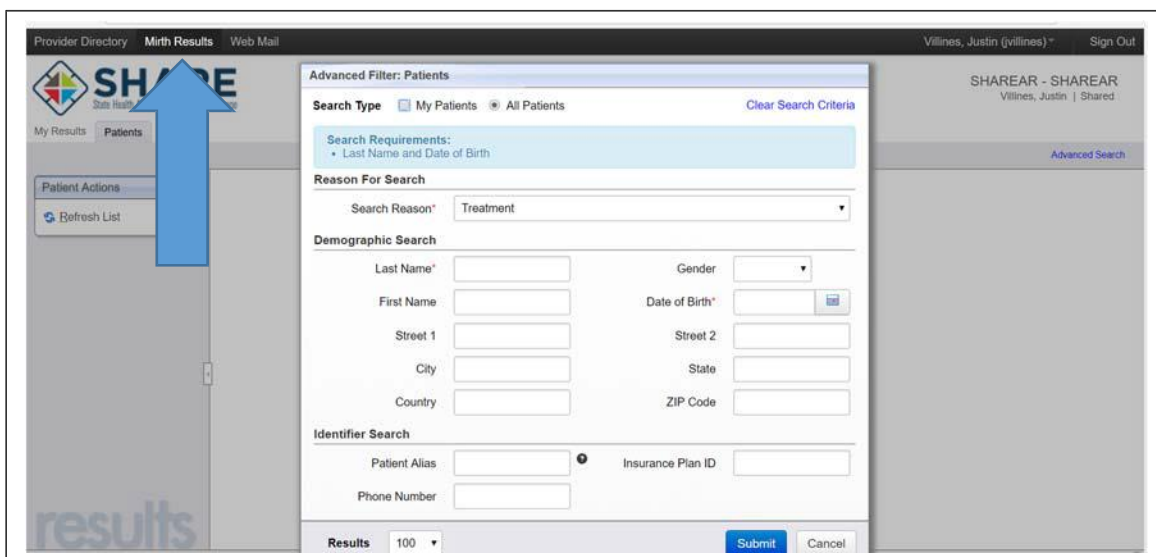 Provider Directory Mirth Results Web Mail Villines, Justin (jvillines) Sign Out
SHARE
State Health
SHAREAR - SHAREAR
Villines, Justin | Shared
My Results Patients
Advanced Search
Patient Actions
Refresh List
results
Advanced Filter: Patients
Search Type My Patients All Patients Clear Search Criteria
Search Requirements:
• Last Name and Date of Birth
Reason For Search
Search Reason* Treatment
Demographic Search
Last Name* Gender
First Name Date of Birth*
Street 1 Street 2
City State
Country ZIP Code
Identifier Search
Patient Alias Insurance Plan ID
Phone Number
Results 100 Submit Cancel